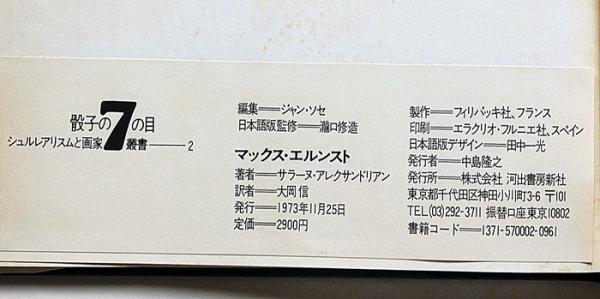 骰子の7の目
シュルレアリスムと画家叢書——2
編集——ジャン・ソセ
日本語版監修——瀧口修造
マックス・エルンスト
著者——サラーヌ・アレクサンドリアン
訳者——大岡信
発行——1973年11月25日
定価——2900円
製作——フィリパッキ社、フランス
印刷——エラクリオ・フルニエ社、スペイン
日本語版デザイン——田中一光
発行者——中島隆之
発行所——株式会社 河出書房新社
東京都千代田区神田小川町3-6 〒101
TEL(03)292-3711 振替口座東京10802
書籍コード——1371-570002-0961